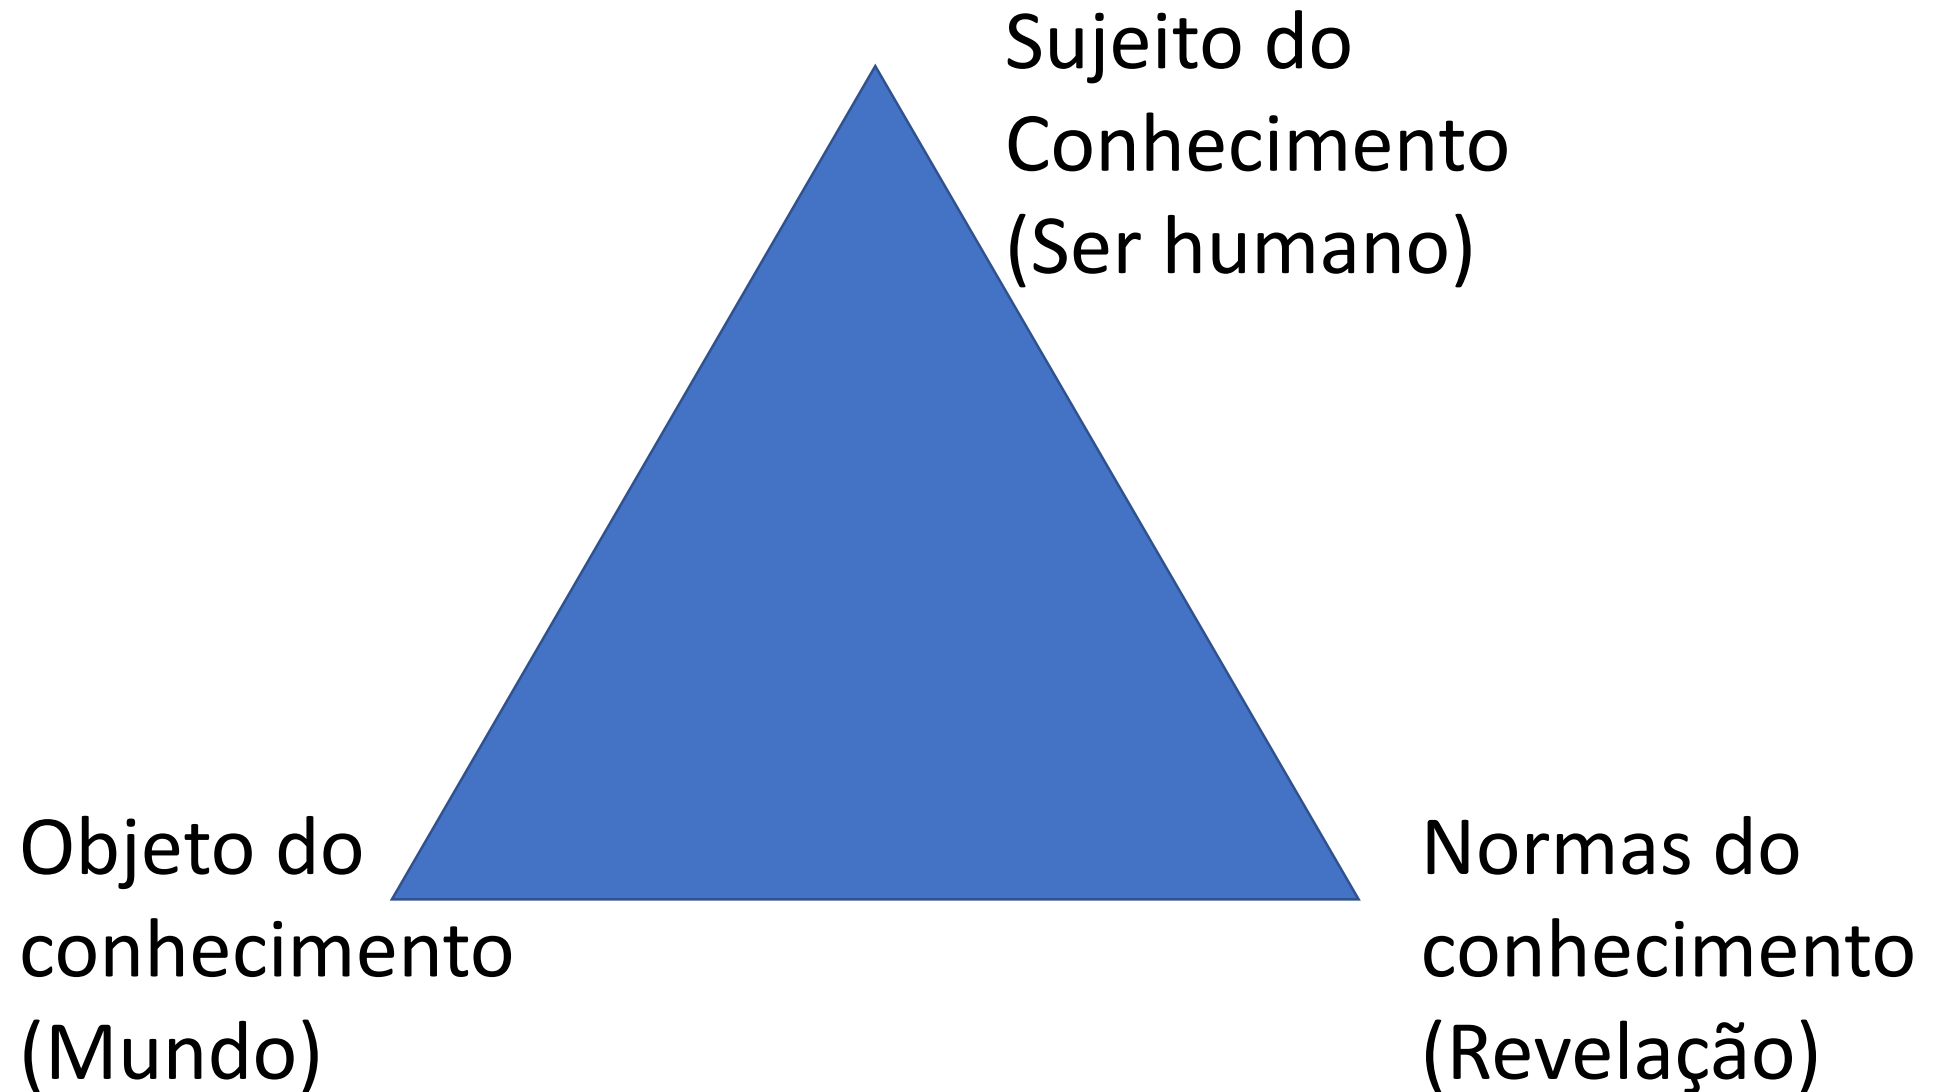 Sujeito do
Conhecimento
(Ser humano)
Objeto do
conhecimento
(Mundo)
Normas do
conhecimento
(Revelação)